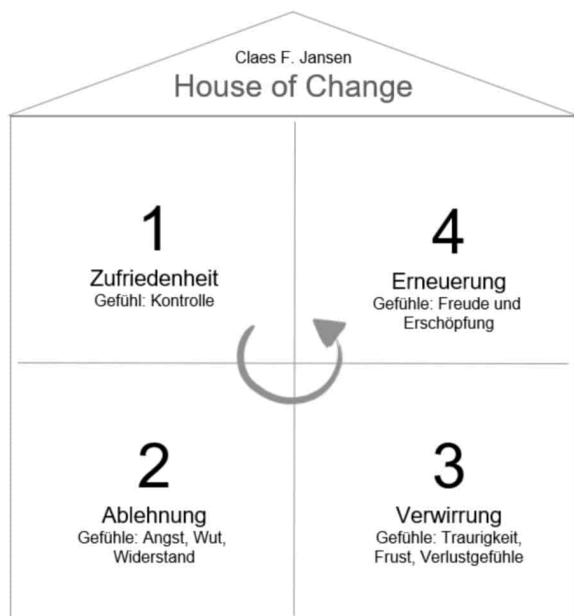 Claes F. Jansen
House of Change
1
Zufriedenheit
Gefühl: Kontrolle
4
Erneuerung
Gefühle: Freude und
Erschöpfung
2
Ablehnung
Gefühle: Angst, Wut,
Widerstand
3
Verwirrung
Gefühle: Traurigkeit,
Frust, Verlustgefühle